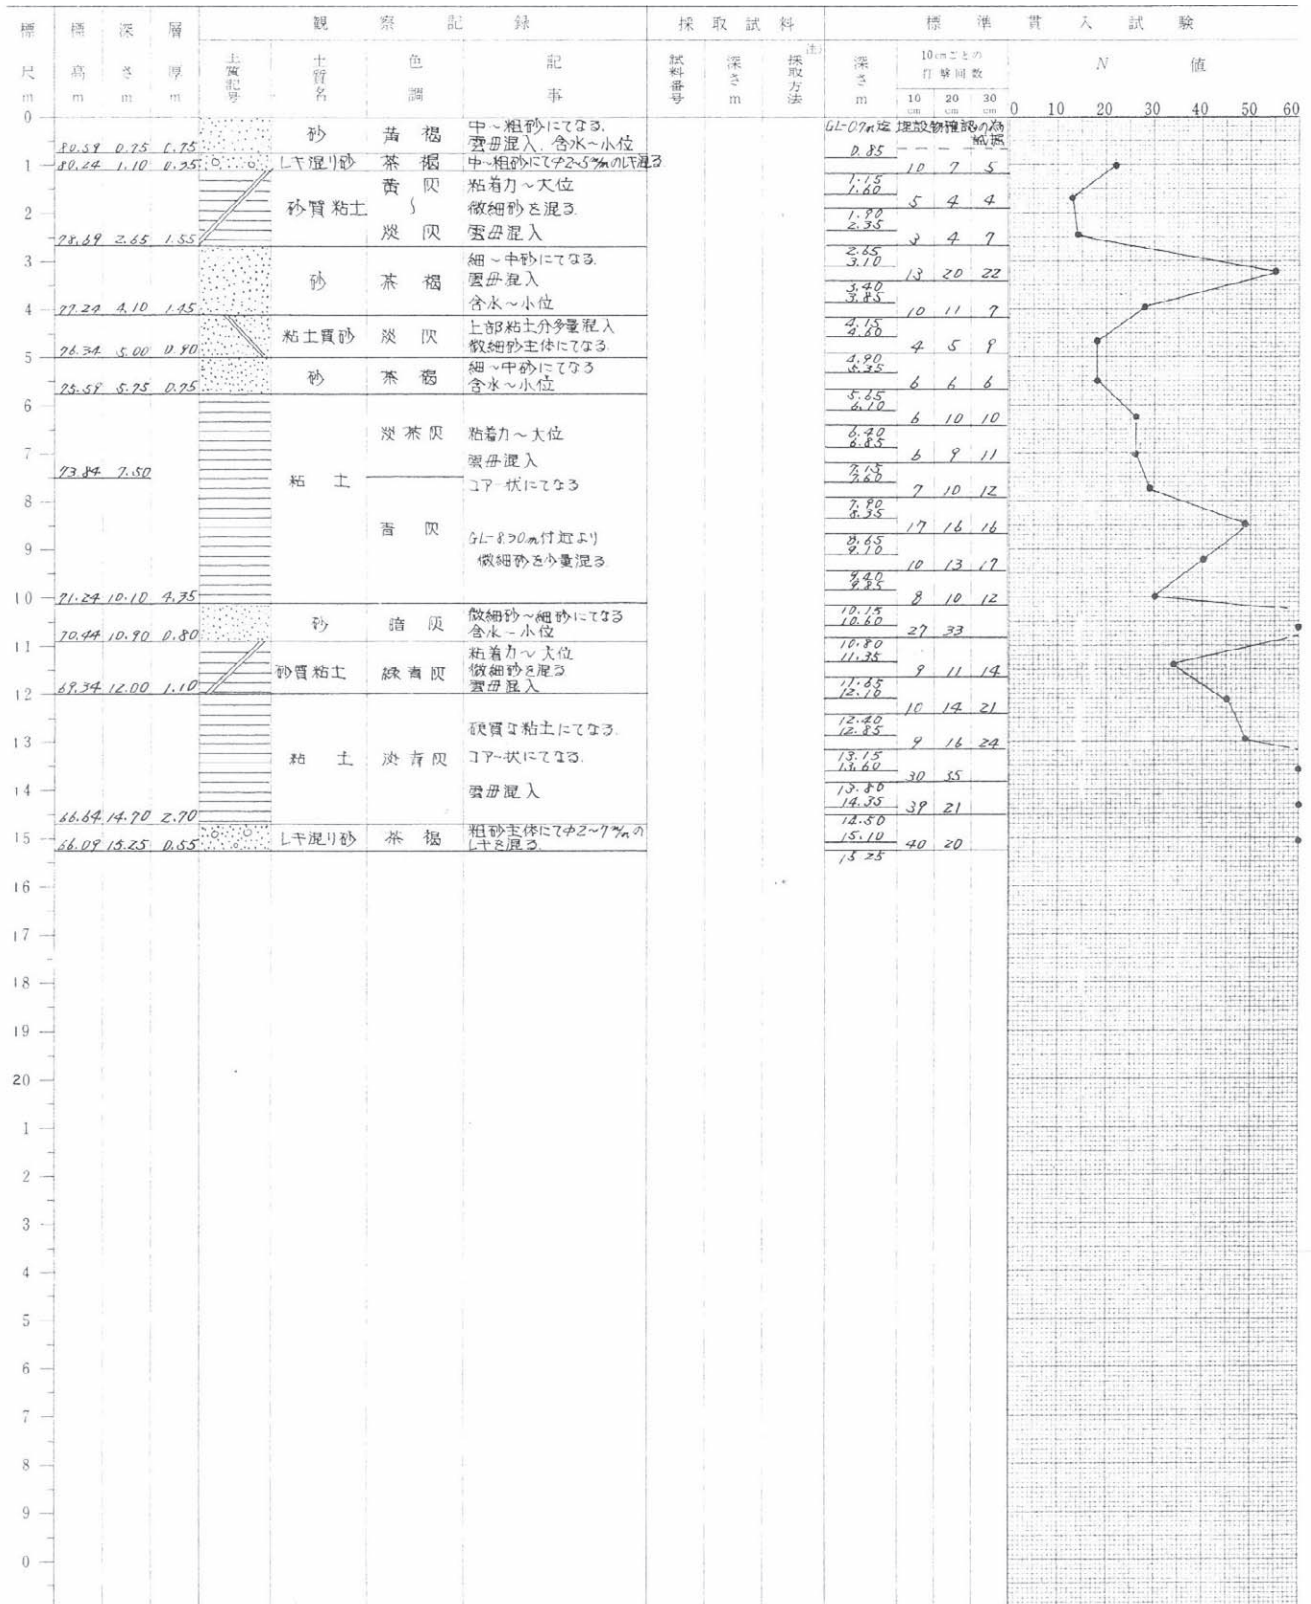 標尺 m 標高 m 深さ m 層厚 m 観察記録 採取試料 標準貫入試験
土質記号 土質名 色調 記事 試料番号 深さ m 採取方法 注) 深さ m 10cmごとの打撃回数 N 値
10 cm 20 cm 30 cm 0 10 20 30 40 50 60
0
80.59 0.75 0.75 砂 黄褐 中～粗砂にてなる.
雲母混入. 含水～小位
GL-0.7m迄 埋設物確認の為 試掘
80.24 1.10 0.35 レキ混り砂 茶褐 中～粗砂にてφ2~5㎜のレキ混る
0.85
10 7 5
1.15
1
砂質粘土 黄灰 ～ 淡灰 粘着力～大位
微細砂を混る.
雲母混入
1.60
5 4 4
1.90
2
2.35
3 4 7
2.65
78.69 2.65 1.55
3
砂 茶褐 細～中砂にてなる.
雲母混入
含水～小位
3.10
13 20 22
3.40
3.85
10 11 7
4.15
77.24 4.10 1.45
4
粘土質砂 淡灰 上部粘土分多量混入
微細砂主体にてなる.
4.60
4 5 9
4.90
76.34 5.00 0.90
5
砂 茶褐 細～中砂にてなる
含水～小位
5.35
6 6 6
5.65
75.59 5.75 0.75
6
粘土 淡茶灰 粘着力～大位
雲母混入
6.10
6 10 10
6.40
6.85
6 9 11
7.15
7
73.84 7.50
コアー状にてなる
7.60
7 10 12
7.90
8
青灰 GL-8.30m付近より
微細砂を少量混る
8.35
17 16 16
8.65
9
9.10
10 13 17
9.40
9.85
8 10 12
10.15
10
71.24 10.10 4.35
砂 暗灰 微細砂～細砂にてなる
含水～小位
10.60
27 33
10.80
70.44 10.90 0.80
11
砂質粘土 緑青灰 粘着力～大位
微細砂を混る
雲母混入
11.35
9 11 14
11.65
69.34 12.00 1.10
12
粘土 淡青灰 硬質な粘土にてなる.
コアー状にてなる.
雲母混入
12.10
10 14 21
12.40
12.85
9 16 24
13.15
13
13.60
30 35
13.80
14
14.35
39 21
14.50
66.64 14.70 2.70
15
レキ混り砂 茶褐 粗砂主体にてφ2~7㎜の
レキを混る.
15.10
40 20
15.25
66.09 15.25 0.55
16
17
18
19
20
1
2
3
4
5
6
7
8
9
0